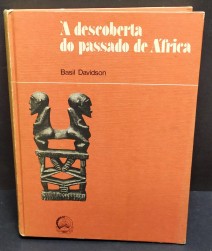 A descoberta
do passado de África
Basil Davidson